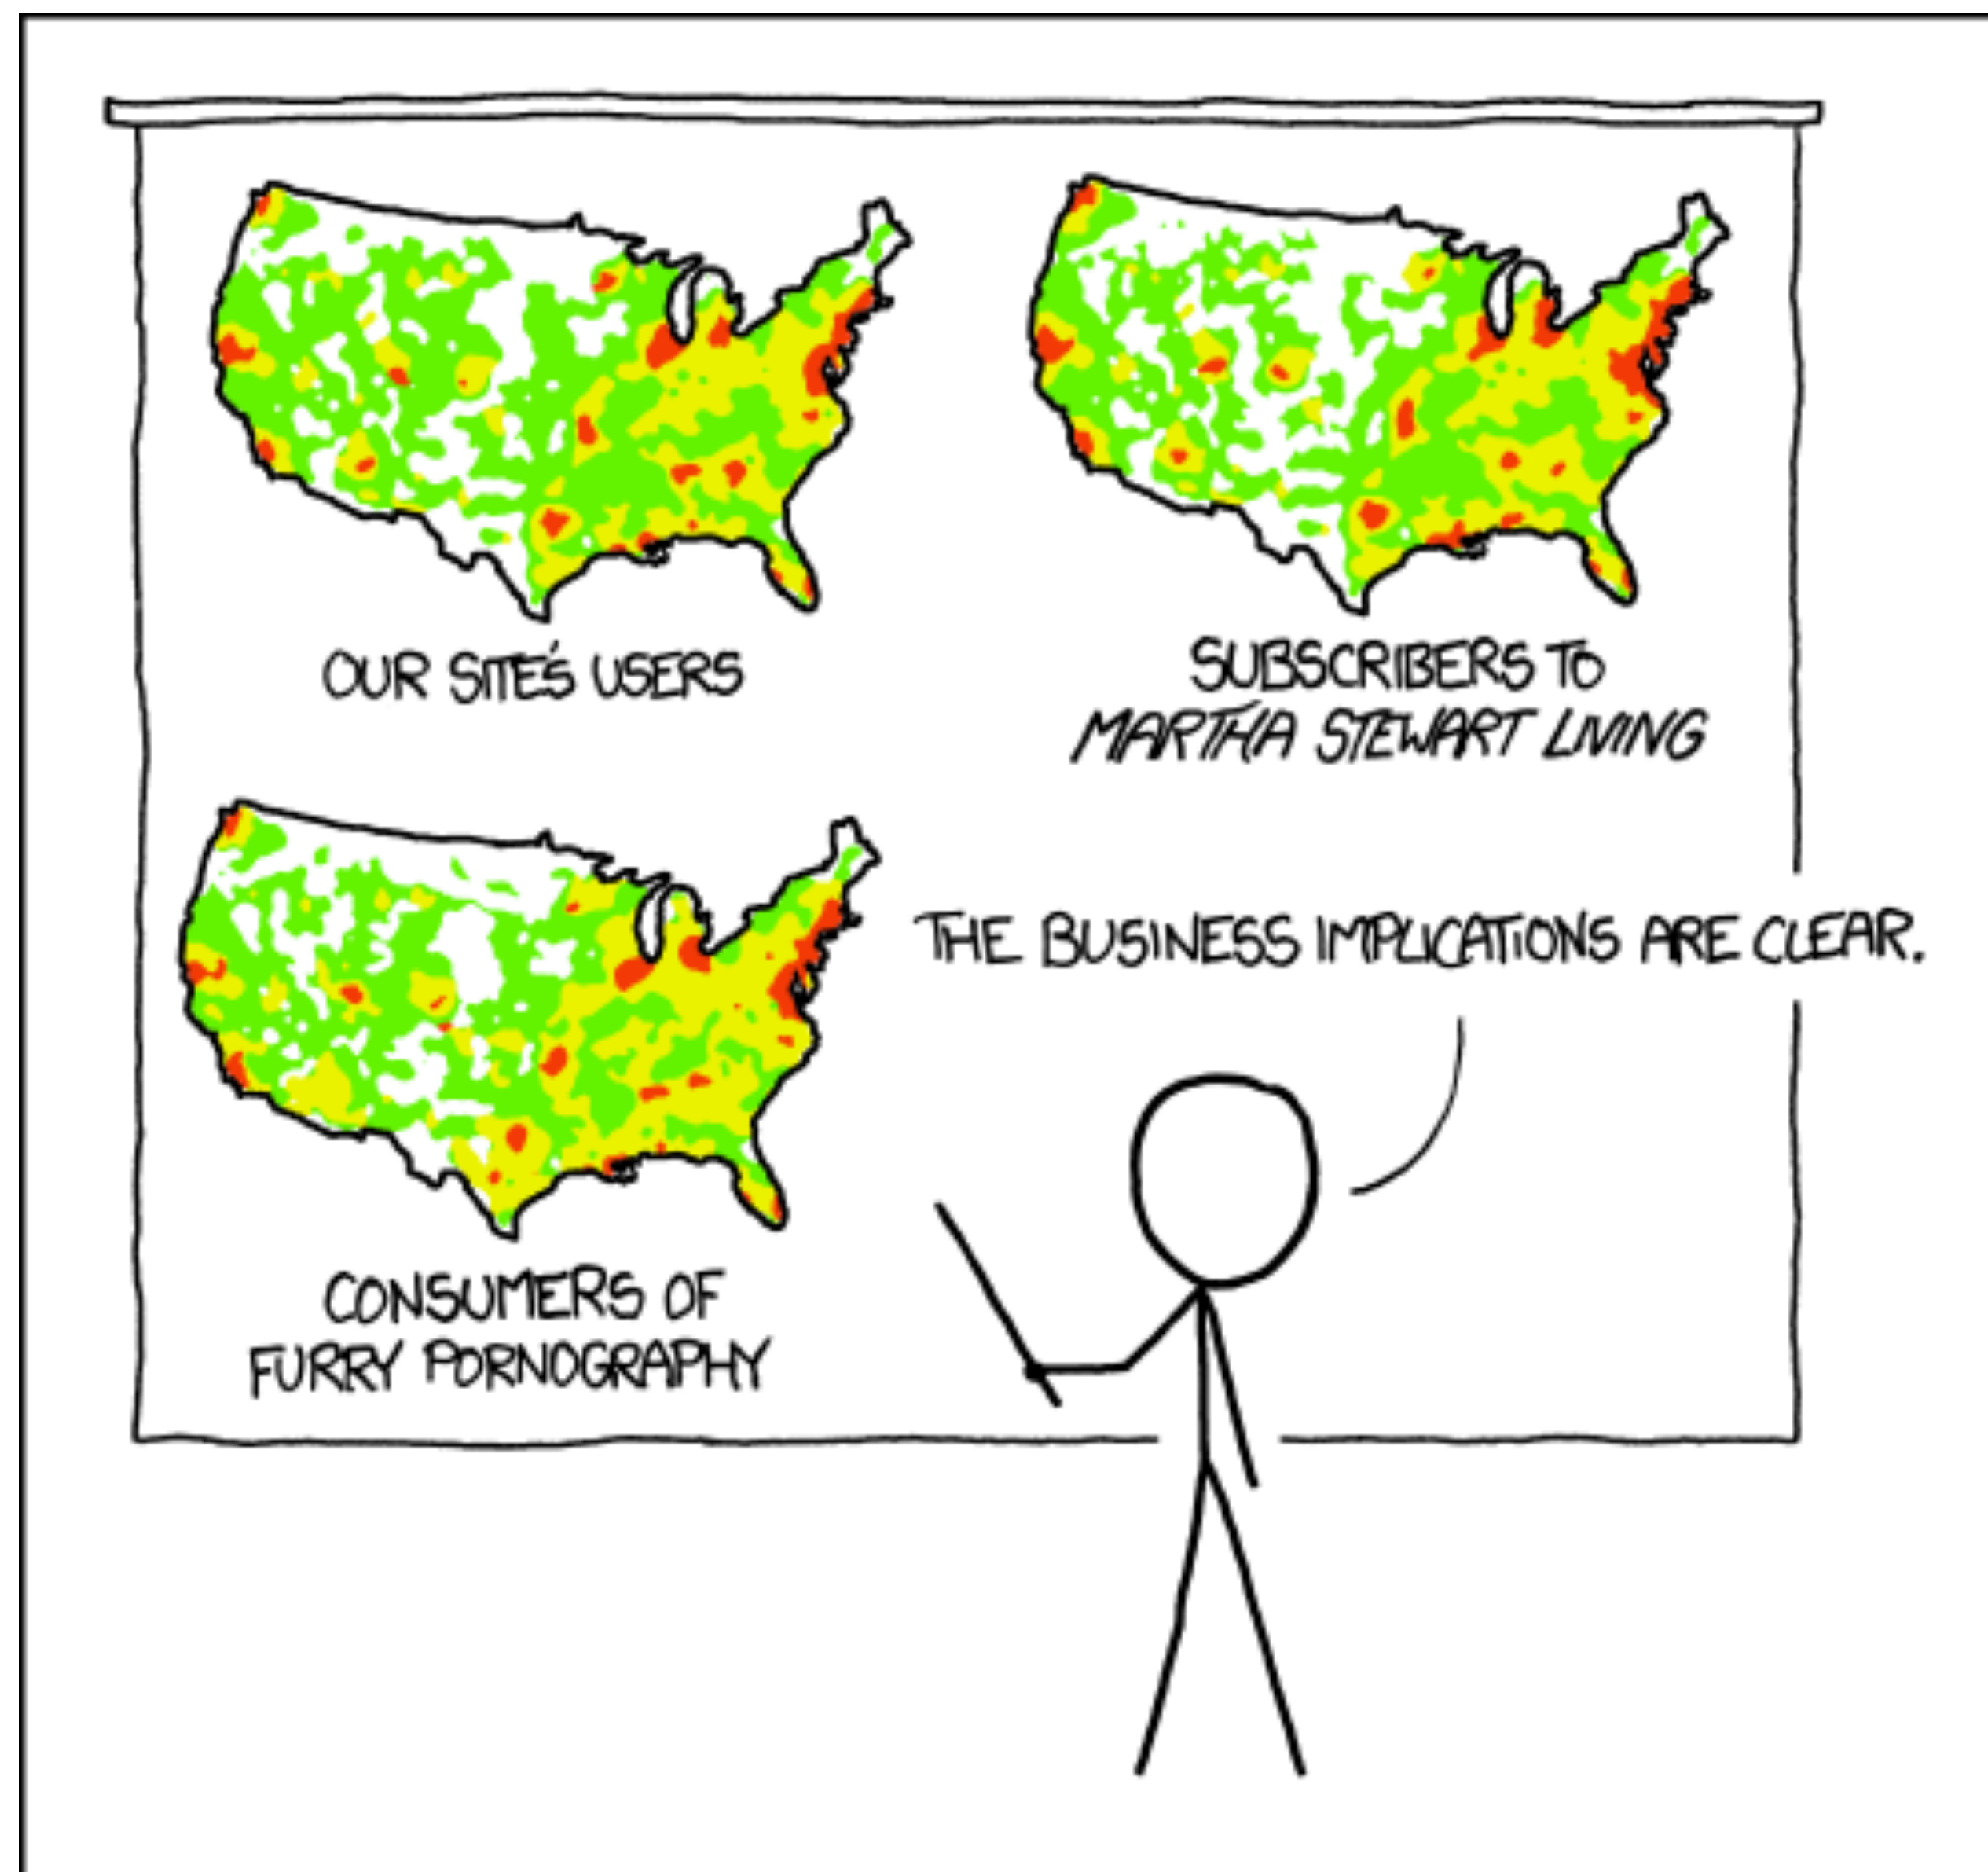 OUR SITE'S USERS
SUBSCRIBERS TO
MARTHA STEWART LIVING
CONSUMERS OF
FURRY PORNOGRAPHY
THE BUSINESS IMPLICATIONS ARE CLEAR.